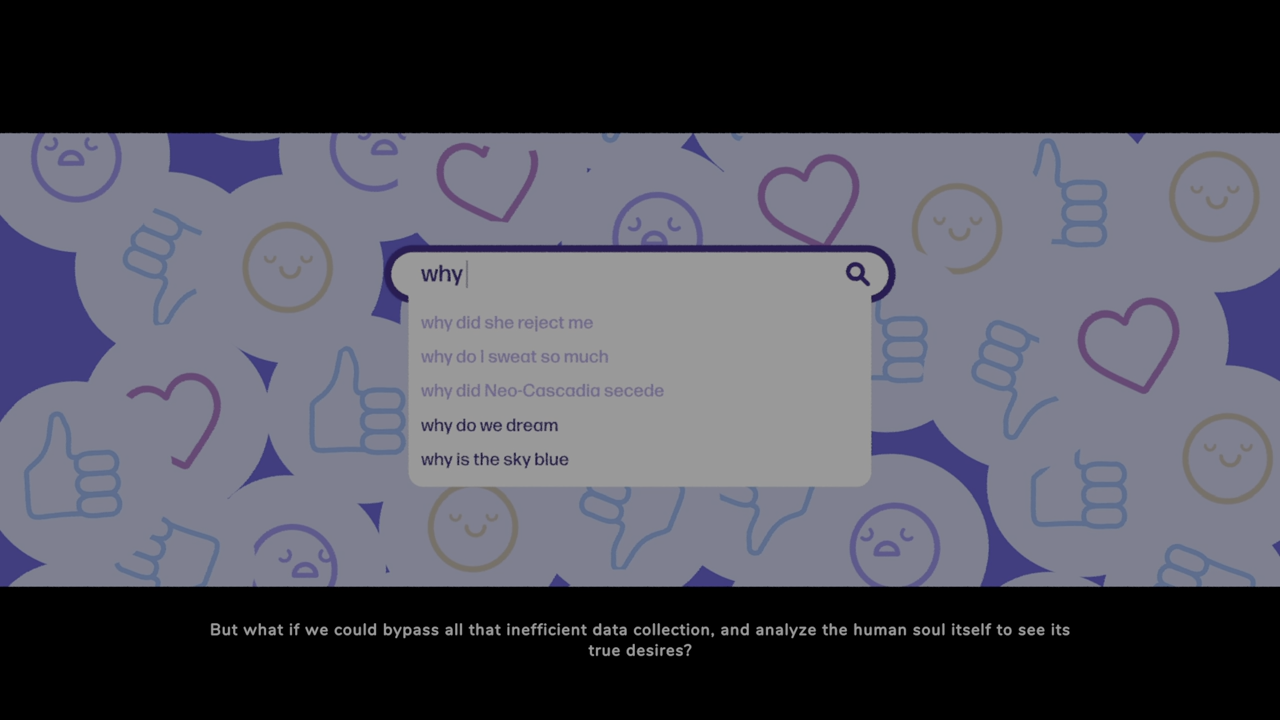 why
why did she reject me
why do I sweat so much
why did Neo-Cascadia secede
why do we dream
why is the sky blue
But what if we could bypass all that inefficient data collection, and analyze the human soul itself to see its
true desires?